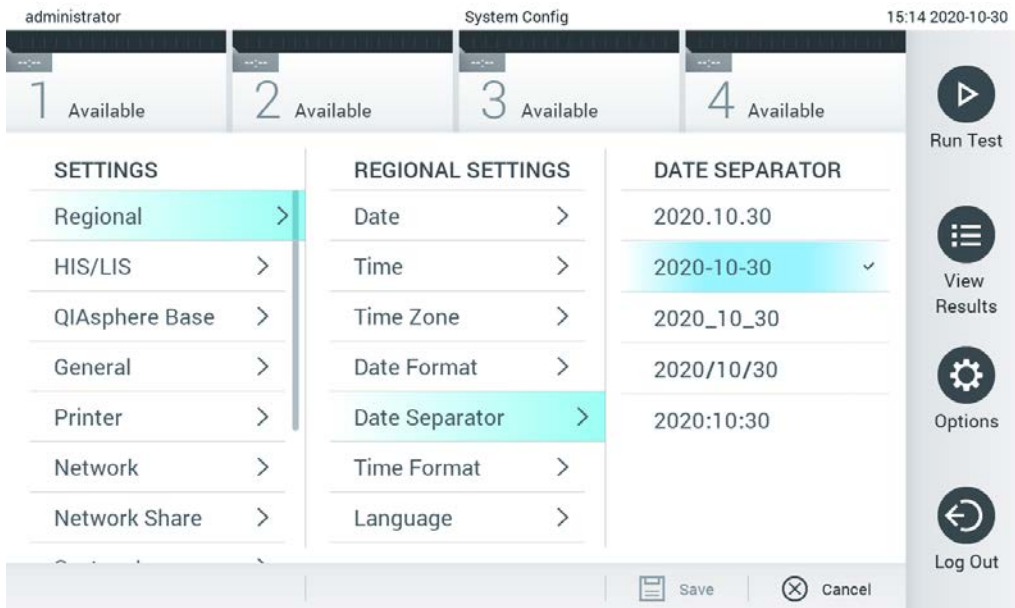 administrator
System Config
15:14 2020-10-30
--:--
1 Available
--:--
2 Available
--:--
3 Available
--:--
4 Available
SETTINGS
Regional
HIS/LIS
QIAsphere Base
General
Printer
Network
Network Share
REGIONAL SETTINGS
Date
Time
Time Zone
Date Format
Date Separator
Time Format
Language
DATE SEPARATOR
2020.10.30
2020-10-30
2020_10_30
2020/10/30
2020:10:30
Run Test
View
Results
Options
Log Out
Save
Cancel